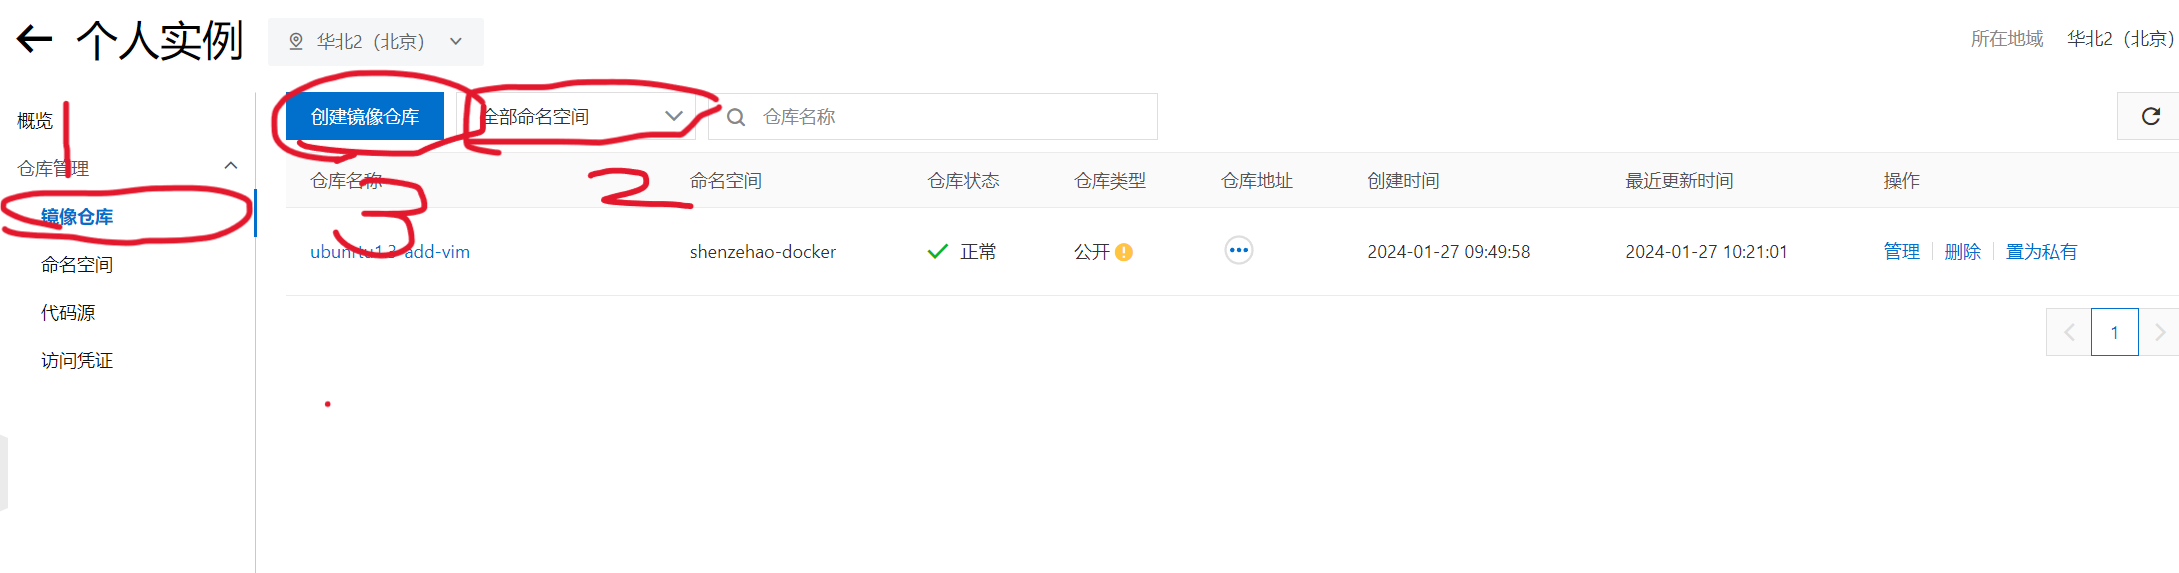 个人实例 华北2（北京） 所在地域 华北2（北京）
概览
仓库管理
镜像仓库
命名空间
代码源
访问凭证
1
创建镜像仓库 全部命名空间 仓库名称
3 2
仓库名称 命名空间 仓库状态 仓库类型 仓库地址 创建时间 最近更新时间 操作
ubuntu1.3-add-vim shenzehao-docker 正常 公开 2024-01-27 09:49:58 2024-01-27 10:21:01 管理 删除 置为私有
1